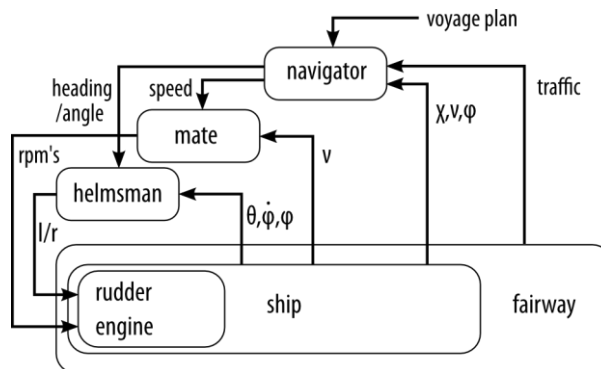 voyage plan
navigator
heading
/angle
speed
traffic
χ,v,φ
mate
rpm's
v
helmsman
l/r
θ,φ̇,φ
rudder
engine
ship
fairway